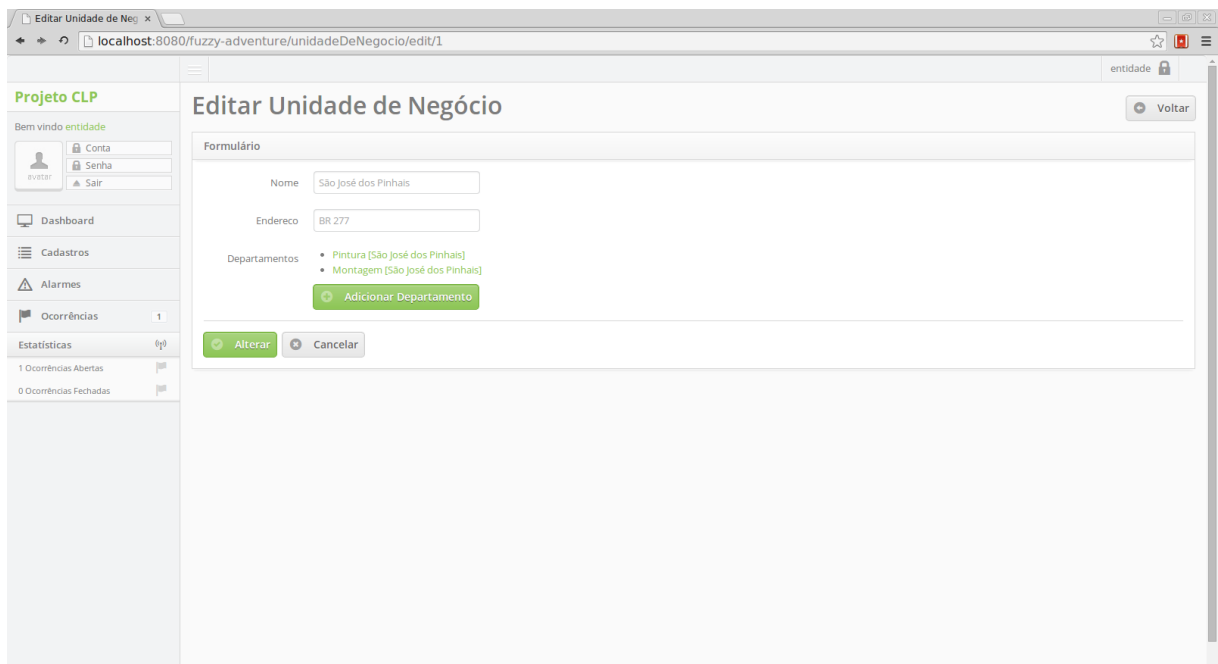 Editar Unidade de Neg
localhost:8080/fuzzy-adventure/unidadeDeNegocio/edit/1
entidade
Projeto CLP
Bem vindo entidade
avatar
Conta
Senha
Sair
Dashboard
Cadastros
Alarmes
Ocorrências 1
Estatísticas
1 Ocorrências Abertas
0 Ocorrências Fechadas
Editar Unidade de Negócio
Voltar
Formulário
Nome São José dos Pinhais
Endereco BR 277
Departamentos
Pintura [São José dos Pinhais]
Montagem [São José dos Pinhais]
Adicionar Departamento
Alterar
Cancelar